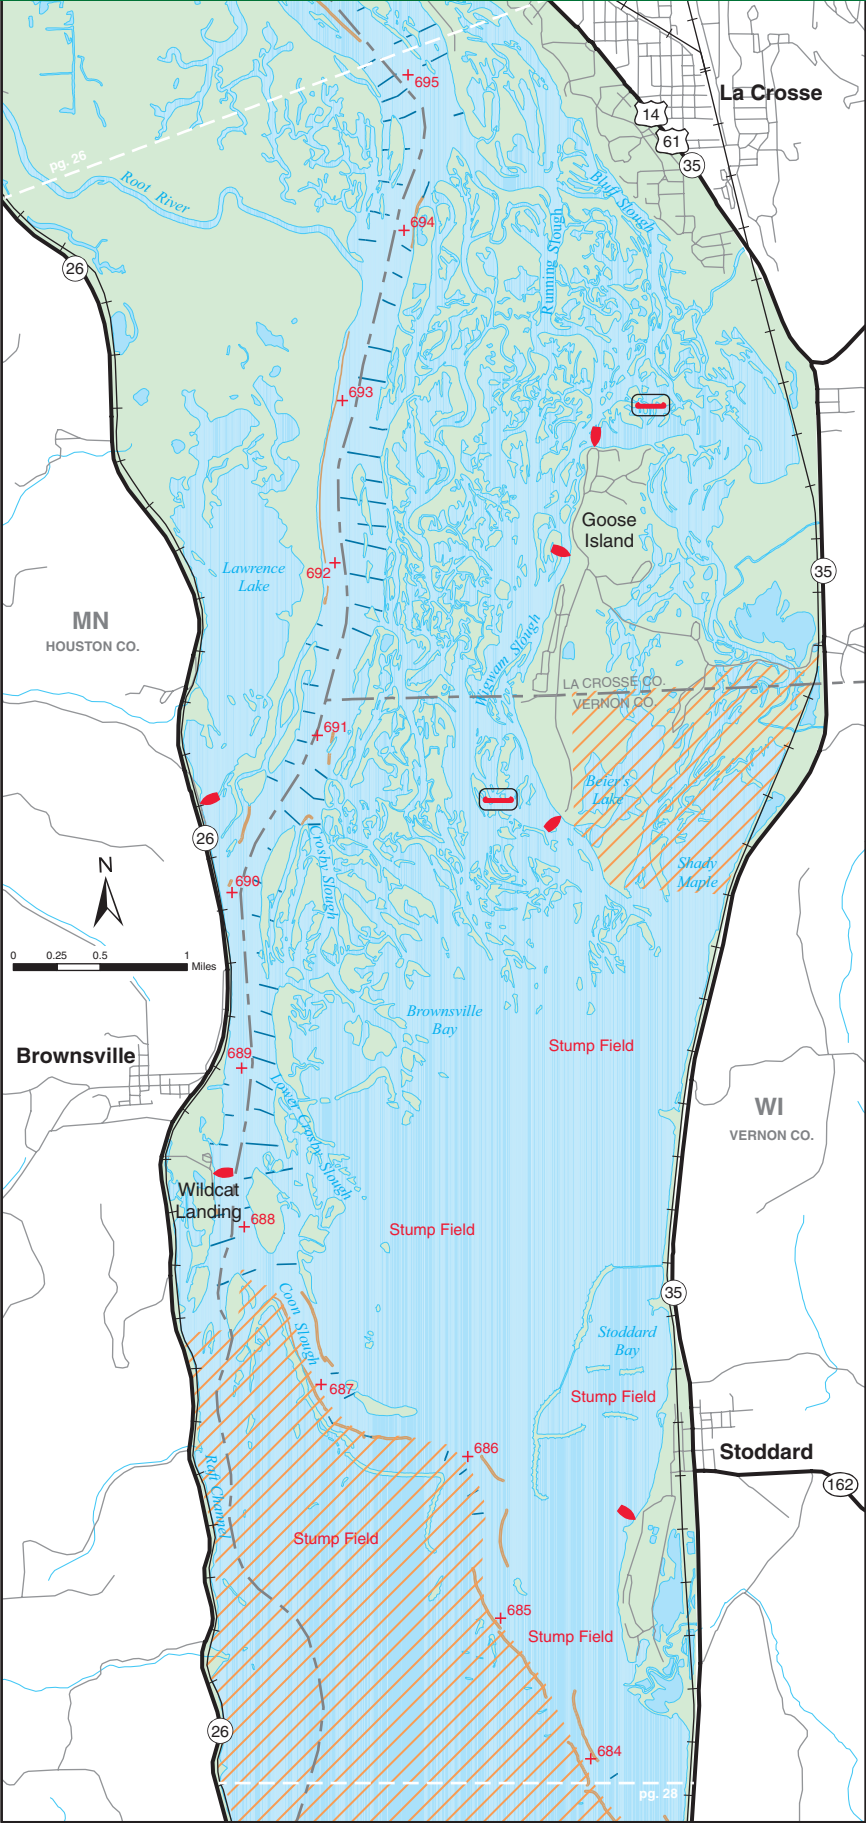 695
La Crosse
14
61
35
pg. 26
Root River
Bluff Slough
694
Running Slough
26
693
Goose
Island
692
Lawrence
Lake
35
MN
HOUSTON CO.
Wigwam Slough
LA CROSSE CO.
VERNON CO.
691
Beier's
Lake
26
Crosby Slough
Shady
Maple
N
690
0 0.25 0.5 1
Miles
Brownsville
Bay
Stump Field
689
Brownsville
Lower Crosby Slough
WI
VERNON CO.
Wildcat
Landing
688
Stump Field
35
Coon Slough
Stoddard
Bay
687
Stump Field
686
Stoddard
162
Raft Channel
Stump Field
685
Stump Field
26
684
pg. 28